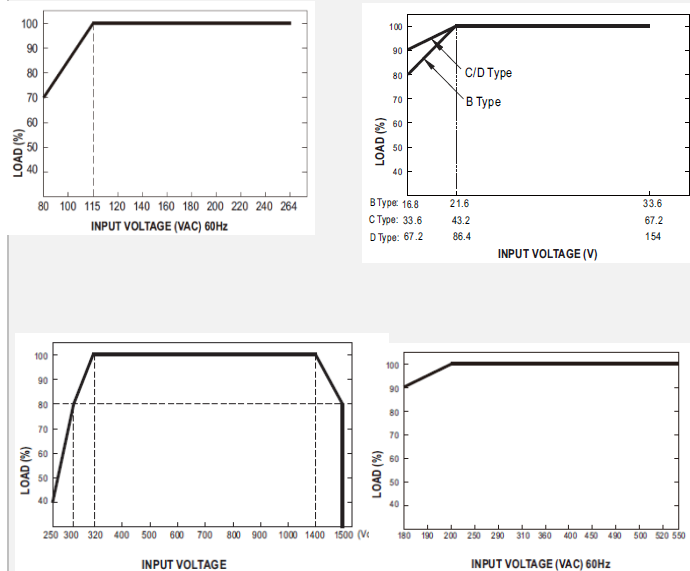 100
90
80
70
60
50
40
LOAD (%)
80 100 115 120 140 160 180 200 220 240 264
INPUT VOLTAGE (VAC) 60Hz
100
90
80
70
60
50
40
LOAD (%)
C/D Type
B Type
B Type: 16.8 21.6 33.6
C Type: 33.6 43.2 67.2
D Type: 67.2 86.4 154
INPUT VOLTAGE (V)
100
90
80
70
60
50
40
LOAD (%)
250 300 320 400 500 600 700 800 900 1000 1400 1500 (Vd
INPUT VOLTAGE
100
90
80
70
60
50
40
LOAD (%)
180 190 200 250 290 310 360 400 450 490 500 520 550
INPUT VOLTAGE (VAC) 60Hz